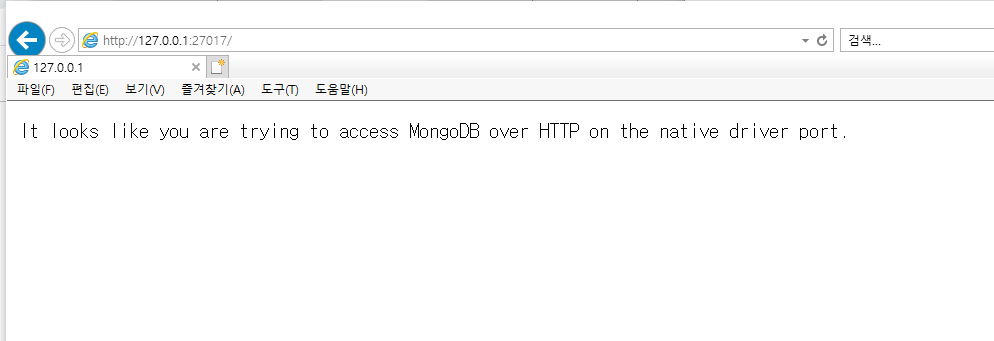 http://127.0.0.1:27017/
검색...
127.0.0.1
파일(F) 편집(E) 보기(V) 즐겨찾기(A) 도구(T) 도움말(H)
It looks like you are trying to access MongoDB over HTTP on the native driver port.